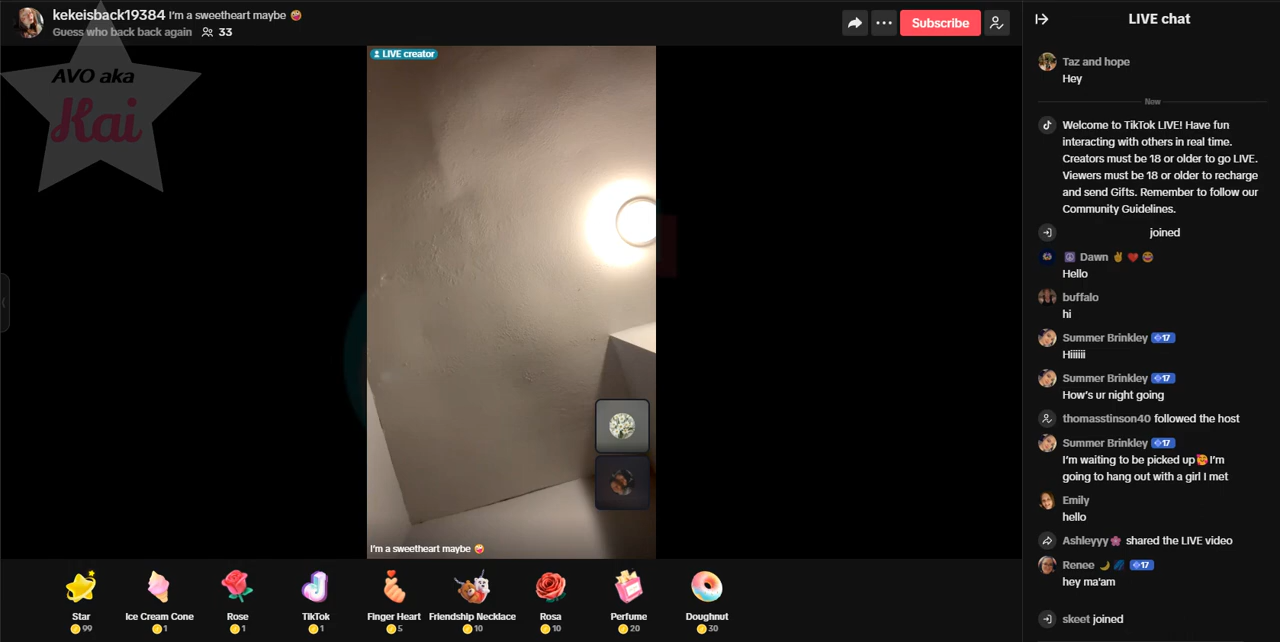 kekeisback19384 I'm a sweetheart maybe 🤪
Guess who back back again 33
Subscribe
AVO aka
Kai
LIVE creator
I'm a sweetheart maybe 🤪
Star
99
Ice Cream Cone
1
Rose
1
TikTok
1
Finger Heart
5
Friendship Necklace
10
Rosa
10
Perfume
20
Doughnut
30
LIVE chat
Taz and hope
Hey
New
Welcome to TikTok LIVE! Have fun
interacting with others in real time.
Creators must be 18 or older to go LIVE.
Viewers must be 18 or older to recharge
and send Gifts. Remember to follow our
Community Guidelines.
joined
Dawn ✌️❤️
Hello
buffalo
hi
Summer Brinkley 17
Hiiiiii
Summer Brinkley 17
How's ur night going
thomasstinson40 followed the host
Summer Brinkley 17
I'm waiting to be picked up🥰I'm
going to hang out with a girl I met
Emily
hello
Ashleyyy🌸 shared the LIVE video
Renee 🌙 17
hey ma'am
skeet joined